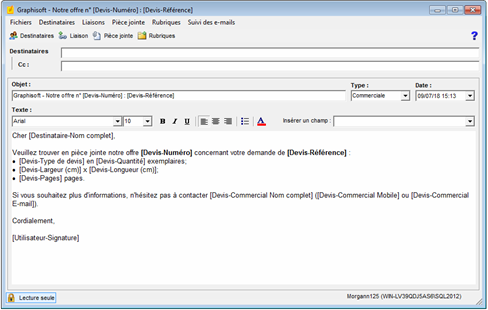 Graphisoft - Notre offre n° [Devis-Numéro] : [Devis-Référence]
Fichiers Destinataires Liaisons Pièce jointe Rubriques Suivi des e-mails
Destinataires Liaison Pièce jointe Rubriques ?
Destinataires
Cc :
Objet : Type : Date :
Graphisoft - Notre offre n° [Devis-Numéro] : [Devis-Référence] Commerciale 09/07/18 15:13
Texte :
Arial 10 B I U A Insérer un champ :
Cher [Destinataire-Nom complet],
Veuillez trouver en pièce jointe notre offre [Devis-Numéro] concernant votre demande de [Devis-Référence] :
• [Devis-Type de devis] en [Devis-Quantité] exemplaires;
• [Devis-Largeur (cm)] x [Devis-Longueur (cm)];
• [Devis-Pages] pages.
Si vous souhaitez plus d'informations, n'hésitez pas à contacter [Devis-Commercial Nom complet] ([Devis-Commercial Mobile] ou [Devis-Commercial
E-mail]).
Cordialement,
[Utilisateur-Signature]
Lecture seule Morgann125 (WIN-LV39QDJ5AS6\SQL2012)